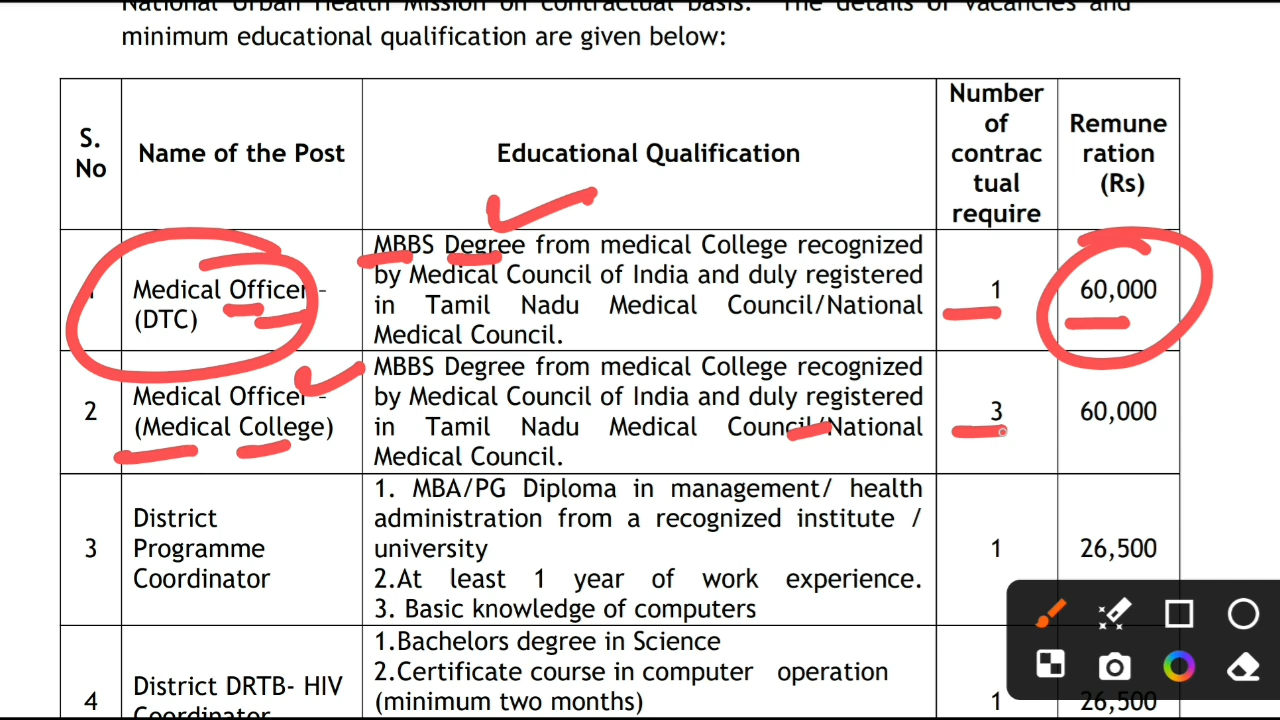 National Urban Health Mission on contractual basis. The details of vacancies and
minimum educational qualification are given below:
S. No
Name of the Post
Educational Qualification
Number of contrac tual require
Remune ration (Rs)
1
Medical Officer –
(DTC)
MBBS Degree from medical College recognized
by Medical Council of India and duly registered
in Tamil Nadu Medical Council/National
Medical Council.
1
60,000
2
Medical Officer –
(Medical College)
MBBS Degree from medical College recognized
by Medical Council of India and duly registered
in Tamil Nadu Medical Council/National
Medical Council.
3
60,000
3
District
Programme
Coordinator
1. MBA/PG Diploma in management/ health
administration from a recognized institute /
university
2.At least 1 year of work experience.
3. Basic knowledge of computers
1
26,500
4
District DRTB- HIV
Coordinator
1.Bachelors degree in Science
2.Certificate course in computer operation
(minimum two months)
1
26,500